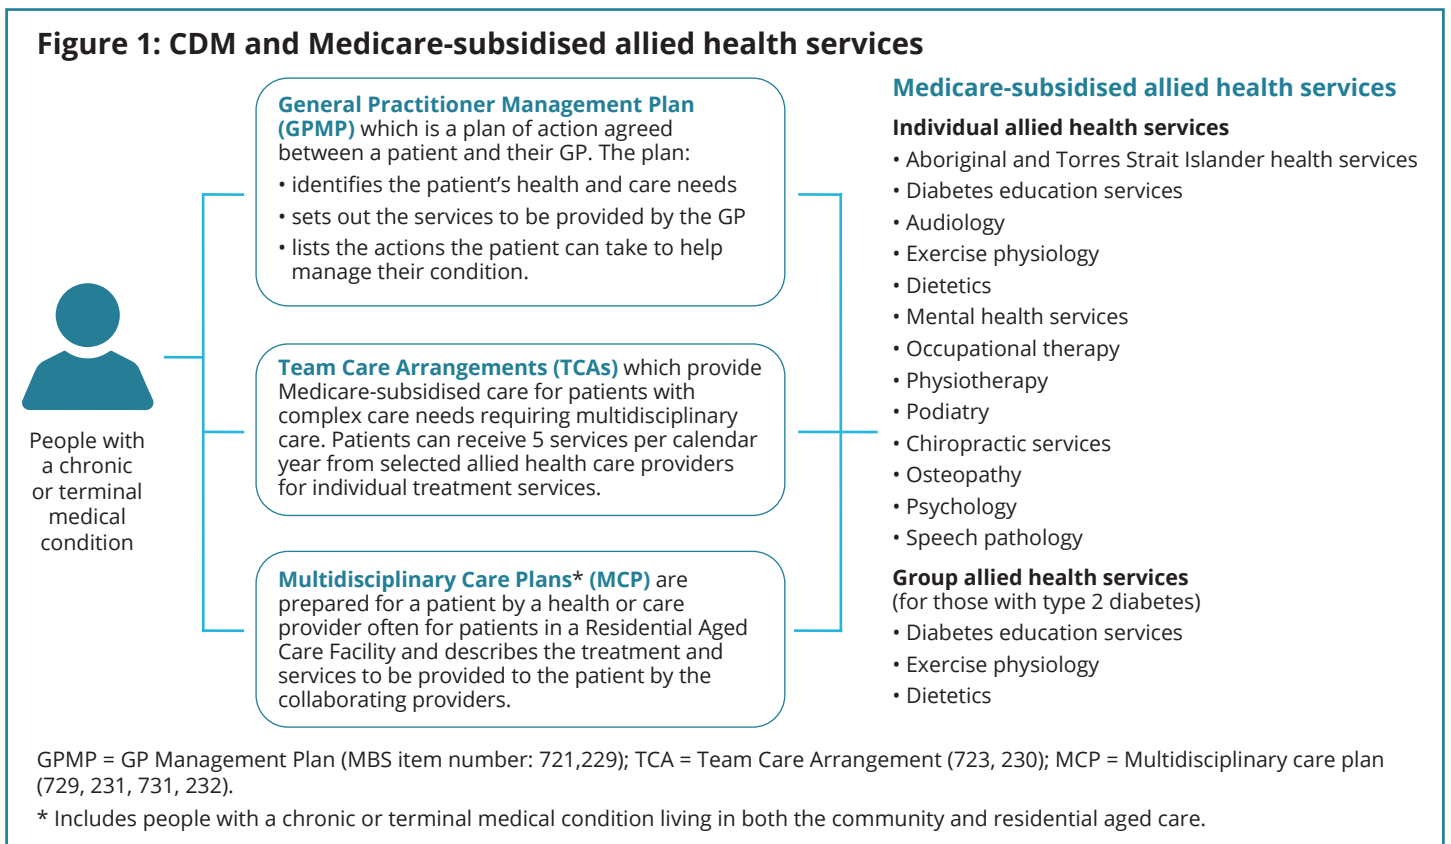 Figure 1: CDM and Medicare-subsidised allied health services
People with
a chronic
or terminal
medical
condition
General Practitioner Management Plan
(GPMP) which is a plan of action agreed
between a patient and their GP. The plan:
• identifies the patient's health and care needs
• sets out the services to be provided by the GP
• lists the actions the patient can take to help
manage their condition.
Team Care Arrangements (TCAs) which provide
Medicare-subsidised care for patients with
complex care needs requiring multidisciplinary
care. Patients can receive 5 services per calendar
year from selected allied health care providers
for individual treatment services.
Multidisciplinary Care Plans* (MCP) are
prepared for a patient by a health or care
provider often for patients in a Residential Aged
Care Facility and describes the treatment and
services to be provided to the patient by the
collaborating providers.
Medicare-subsidised allied health services
Individual allied health services
• Aboriginal and Torres Strait Islander health services
• Diabetes education services
• Audiology
• Exercise physiology
• Dietetics
• Mental health services
• Occupational therapy
• Physiotherapy
• Podiatry
• Chiropractic services
• Osteopathy
• Psychology
• Speech pathology
Group allied health services
(for those with type 2 diabetes)
• Diabetes education services
• Exercise physiology
• Dietetics
GPMP = GP Management Plan (MBS item number: 721,229); TCA = Team Care Arrangement (723, 230); MCP = Multidisciplinary care plan
(729, 231, 731, 232).
* Includes people with a chronic or terminal medical condition living in both the community and residential aged care.